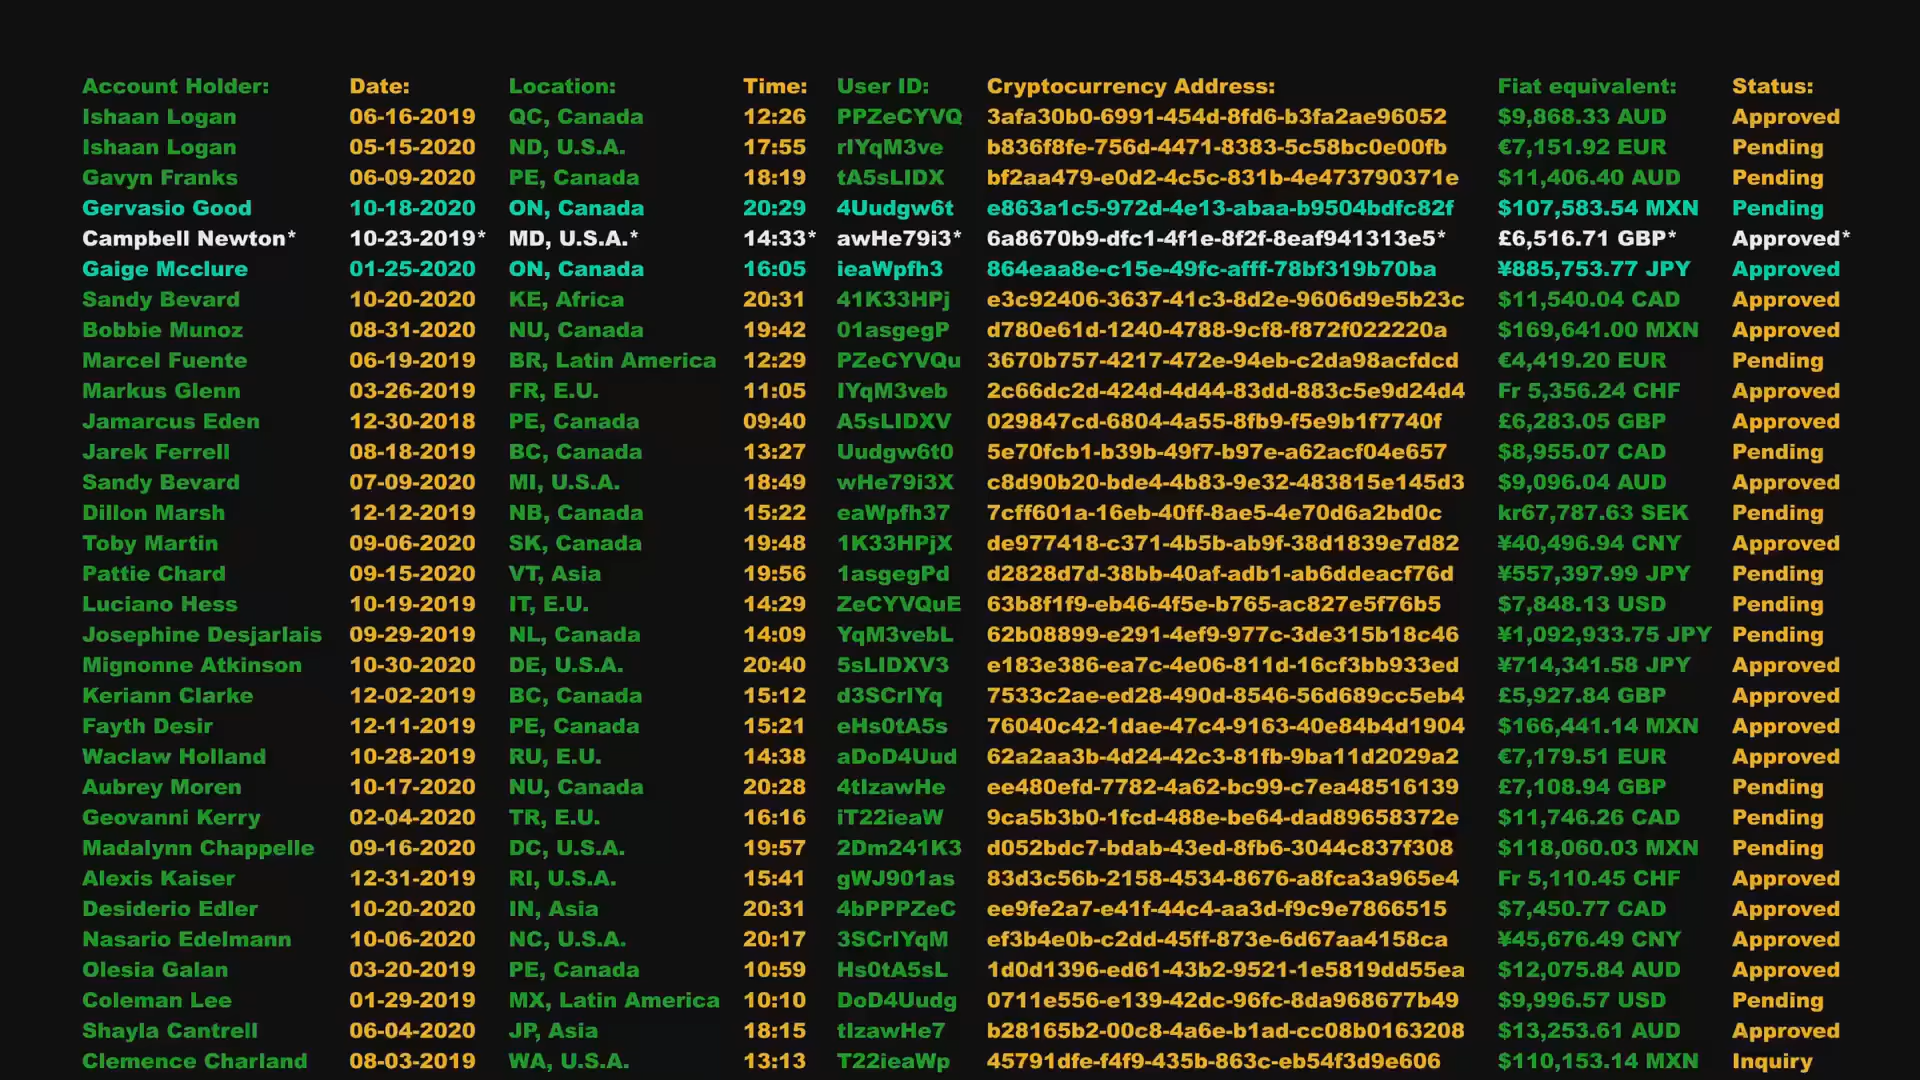 Account Holder: Date: Location: Time: User ID: Cryptocurrency Address: Fiat equivalent: Status:
Ishaan Logan 06-16-2019 QC, Canada 12:26 PPZeCYVQ 3afa30b0-6991-454d-8fd6-b3fa2ae96052 $9,868.33 AUD Approved
Ishaan Logan 05-15-2020 ND, U.S.A. 17:55 rIYqM3ve b836f8fe-756d-4471-8383-5c58bc0e00fb €7,151.92 EUR Pending
Gavyn Franks 06-09-2020 PE, Canada 18:19 tA5sLIDX bf2aa479-e0d2-4c5c-831b-4e473790371e $11,406.40 AUD Pending
Gervasio Good 10-18-2020 ON, Canada 20:29 4Uudgw6t e863a1c5-972d-4e13-abaa-b9504bdfc82f $107,583.54 MXN Pending
Campbell Newton* 10-23-2019* MD, U.S.A.* 14:33* awHe79i3* 6a8670b9-dfc1-4f1e-8f2f-8eaf941313e5* £6,516.71 GBP* Approved*
Gaige Mcclure 01-25-2020 ON, Canada 16:05 ieaWpfh3 864eaa8e-c15e-49fc-afff-78bf319b70ba ¥885,753.77 JPY Approved
Sandy Bevard 10-20-2020 KE, Africa 20:31 41K33HPj e3c92406-3637-41c3-8d2e-9606d9e5b23c $11,540.04 CAD Approved
Bobbie Munoz 08-31-2020 NU, Canada 19:42 01asgegP d780e61d-1240-4788-9cf8-f872f022220a $169,641.00 MXN Approved
Marcel Fuente 06-19-2019 BR, Latin America 12:29 PZeCYVQu 3670b757-4217-472e-94eb-c2da98acfdcd €4,419.20 EUR Pending
Markus Glenn 03-26-2019 FR, E.U. 11:05 IYqM3veb 2c66dc2d-424d-4d44-83dd-883c5e9d24d4 Fr 5,356.24 CHF Approved
Jamarcus Eden 12-30-2018 PE, Canada 09:40 A5sLIDXV 029847cd-6804-4a55-8fb9-f5e9b1f7740f £6,283.05 GBP Approved
Jarek Ferrell 08-18-2019 BC, Canada 13:27 Uudgw6t0 5e70fcb1-b39b-49f7-b97e-a62acf04e657 $8,955.07 CAD Pending
Sandy Bevard 07-09-2020 MI, U.S.A. 18:49 wHe79i3X c8d90b20-bde4-4b83-9e32-483815e145d3 $9,096.04 AUD Approved
Dillon Marsh 12-12-2019 NB, Canada 15:22 eaWpfh37 7cff601a-16eb-40ff-8ae5-4e70d6a2bd0c kr67,787.63 SEK Pending
Toby Martin 09-06-2020 SK, Canada 19:48 1K33HPjX de977418-c371-4b5b-ab9f-38d1839e7d82 ¥40,496.94 CNY Approved
Pattie Chard 09-15-2020 VT, Asia 19:56 1asgegPd d2828d7d-38bb-40af-adb1-ab6ddeacf76d ¥557,397.99 JPY Pending
Luciano Hess 10-19-2019 IT, E.U. 14:29 ZeCYVQuE 63b8f1f9-eb46-4f5e-b765-ac827e5f76b5 $7,848.13 USD Pending
Josephine Desjarlais 09-29-2019 NL, Canada 14:09 YqM3vebL 62b08899-e291-4ef9-977c-3de315b18c46 ¥1,092,933.75 JPY Pending
Mignonne Atkinson 10-30-2020 DE, U.S.A. 20:40 5sLIDXV3 e183e386-ea7c-4e06-811d-16cf3bb933ed ¥714,341.58 JPY Approved
Keriann Clarke 12-02-2019 BC, Canada 15:12 d3SCrIYq 7533c2ae-ed28-490d-8546-56d689cc5eb4 £5,927.84 GBP Approved
Fayth Desir 12-11-2019 PE, Canada 15:21 eHs0tA5s 76040c42-1dae-47c4-9163-40e84b4d1904 $166,441.14 MXN Approved
Waclaw Holland 10-28-2019 RU, E.U. 14:38 aDoD4Uud 62a2aa3b-4d24-42c3-81fb-9ba11d2029a2 €7,179.51 EUR Approved
Aubrey Moren 10-17-2020 NU, Canada 20:28 4tIzawHe ee480efd-7782-4a62-bc99-c7ea48516139 £7,108.94 GBP Pending
Geovanni Kerry 02-04-2020 TR, E.U. 16:16 iT22ieaW 9ca5b3b0-1fcd-488e-be64-dad89658372e $11,746.26 CAD Pending
Madalynn Chappelle 09-16-2020 DC, U.S.A. 19:57 2Dm241K3 d052bdc7-bdab-43ed-8fb6-3044c837f308 $118,060.03 MXN Pending
Alexis Kaiser 12-31-2019 RI, U.S.A. 15:41 gWJ901as 83d3c56b-2158-4534-8676-a8fca3a965e4 Fr 5,110.45 CHF Approved
Desiderio Edler 10-20-2020 IN, Asia 20:31 4bPPPZeC ee9fe2a7-e41f-44c4-aa3d-f9c9e7866515 $7,450.77 CAD Approved
Nasario Edelmann 10-06-2020 NC, U.S.A. 20:17 3SCrIYqM ef3b4e0b-c2dd-45ff-873e-6d67aa4158ca ¥45,676.49 CNY Approved
Olesia Galan 03-20-2019 PE, Canada 10:59 Hs0tA5sL 1d0d1396-ed61-43b2-9521-1e5819dd55ea $12,075.84 AUD Approved
Coleman Lee 01-29-2019 MX, Latin America 10:10 DoD4Uudg 0711e556-e139-42dc-96fc-8da968677b49 $9,996.57 USD Pending
Shayla Cantrell 06-04-2020 JP, Asia 18:15 tIzawHe7 b28165b2-00c8-4a6e-b1ad-cc08b0163208 $13,253.61 AUD Approved
Clemence Charland 08-03-2019 WA, U.S.A. 13:13 T22ieaWp 45791dfe-f4f9-435b-863c-eb54f3d9e606 $110,153.14 MXN Inquiry